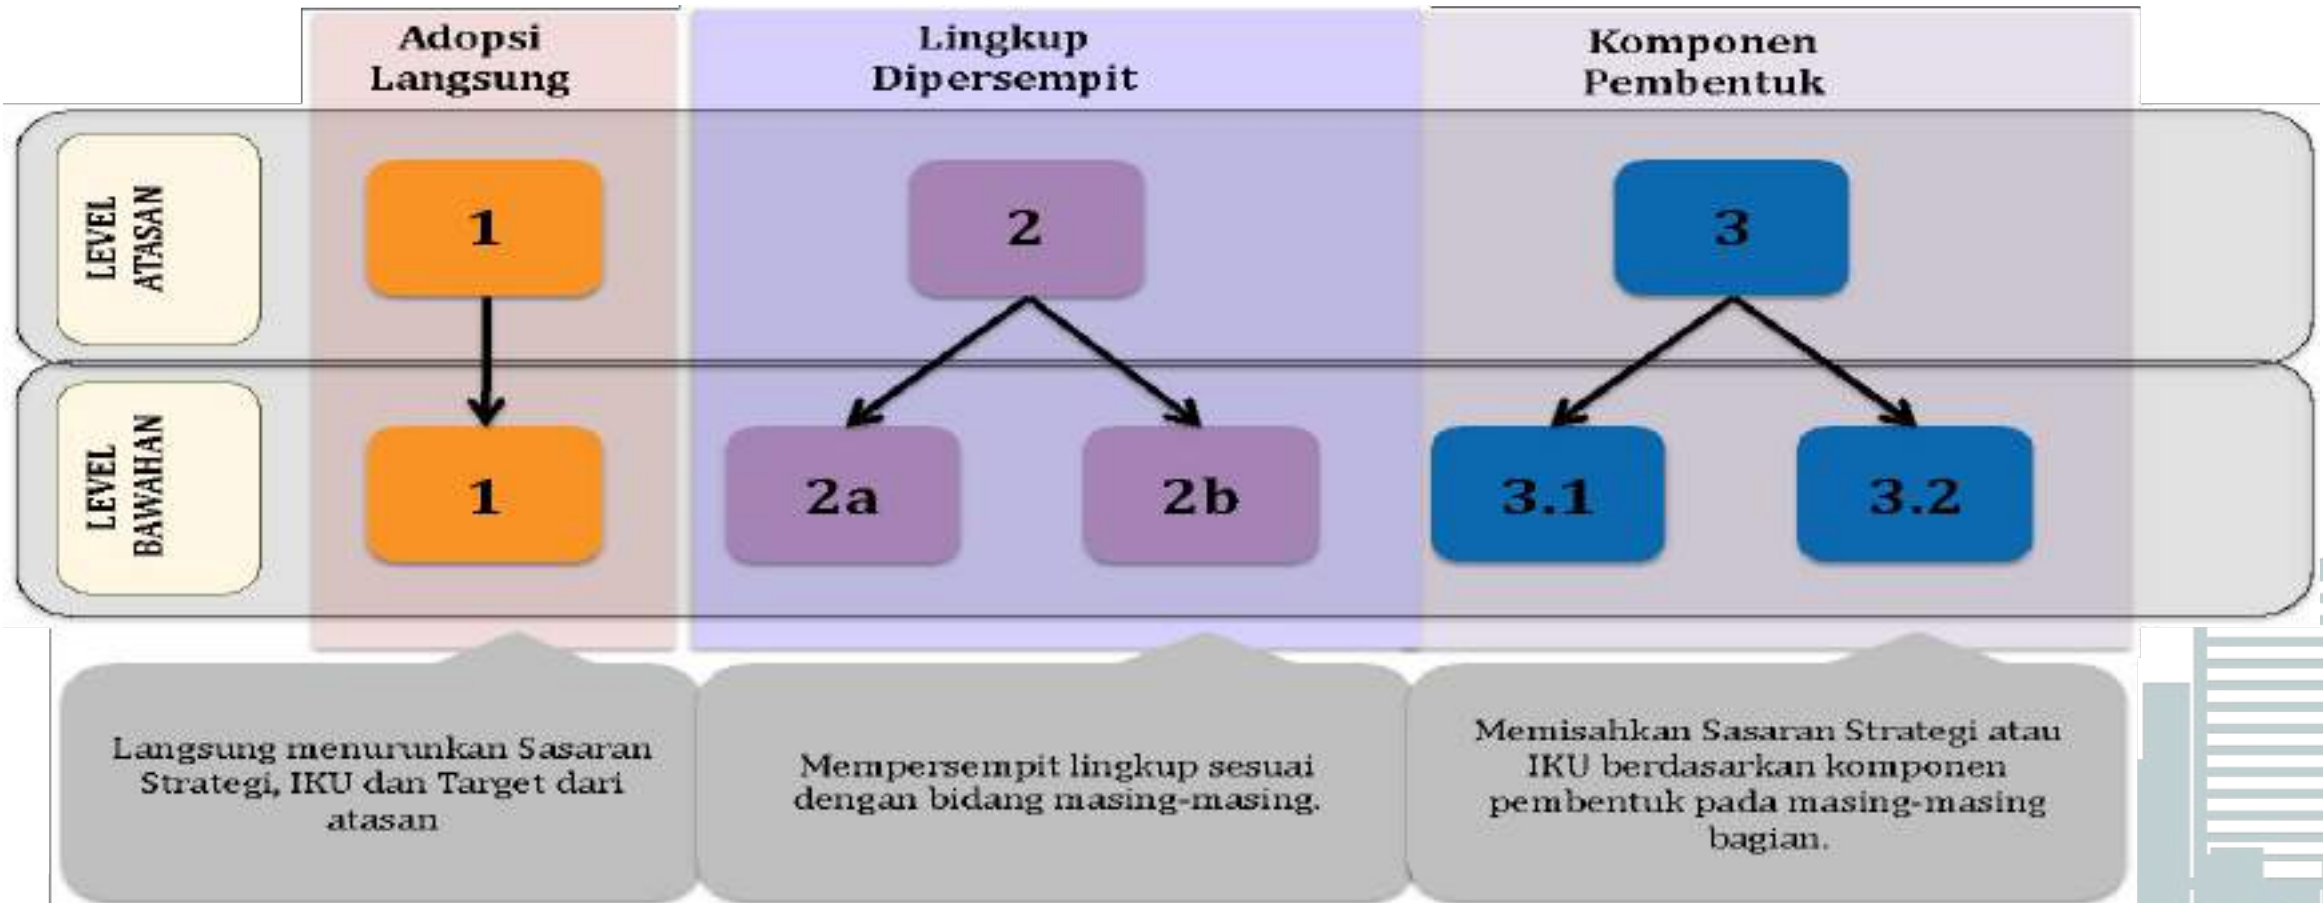 Adopsi
Langsung
Lingkup
Dipersempit
Komponen
Pembentuk
LEVEL
ATASAN
1
2
3
LEVEL
BAWAHAN
1
2a
2b
3.1
3.2
Langsung menurunkan Sasaran
Strategi, IKU dan Target dari
atasan
Mempersempit lingkup sesuai
dengan bidang masing-masing.
Memisahkan Sasaran Strategi atau
IKU berdasarkan komponen
pembentuk pada masing-masing
bagian.